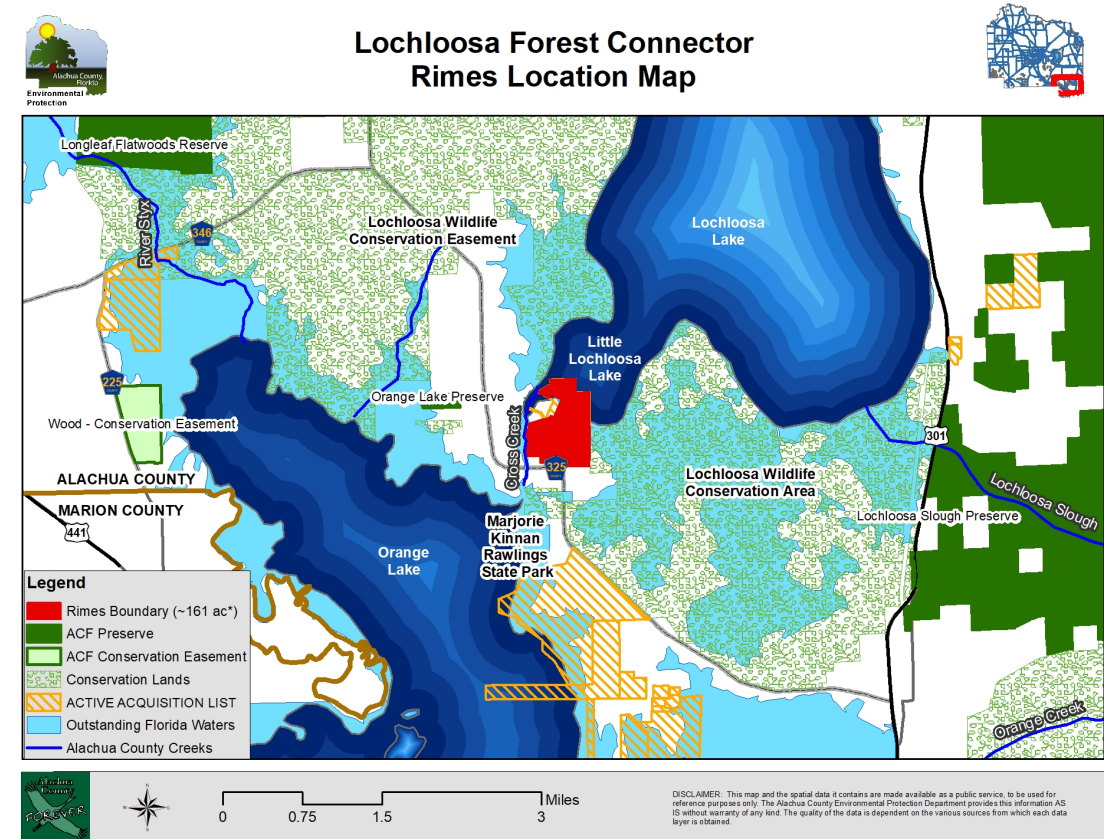 Alachua County,
Florida
Environmental
Protection
Lochloosa Forest Connector
Rimes Location Map
Longleaf Flatwoods Reserve
River Styx
346
Lochloosa Wildlife
Conservation Easement
Lochloosa
Lake
Little
Lochloosa
Lake
225
Orange Lake Preserve
Wood - Conservation Easement
Cross Creek
325
301
ALACHUA COUNTY
MARION COUNTY
441
Lochloosa Wildlife
Conservation Area
Lochloosa Slough
Lochloosa Slough Preserve
Marjorie
Kinnan
Rawlings
State Park
Orange
Lake
Orange Creek
Legend
Rimes Boundary (~161 ac*)
ACF Preserve
ACF Conservation Easement
Conservation Lands
ACTIVE ACQUISITION LIST
Outstanding Florida Waters
Alachua County Creeks
Alachua
County
FOREVER
N
E
S
W
0 0.75 1.5 3
Miles
DISCLAIMER: This map and the spatial data it contains are made available as a public service, to be used for
reference purposes only. The Alachua County Environmental Protection Department provides this information AS
IS without warranty of any kind. The quality of the data is dependent on the various sources from which each data
layer is obtained.